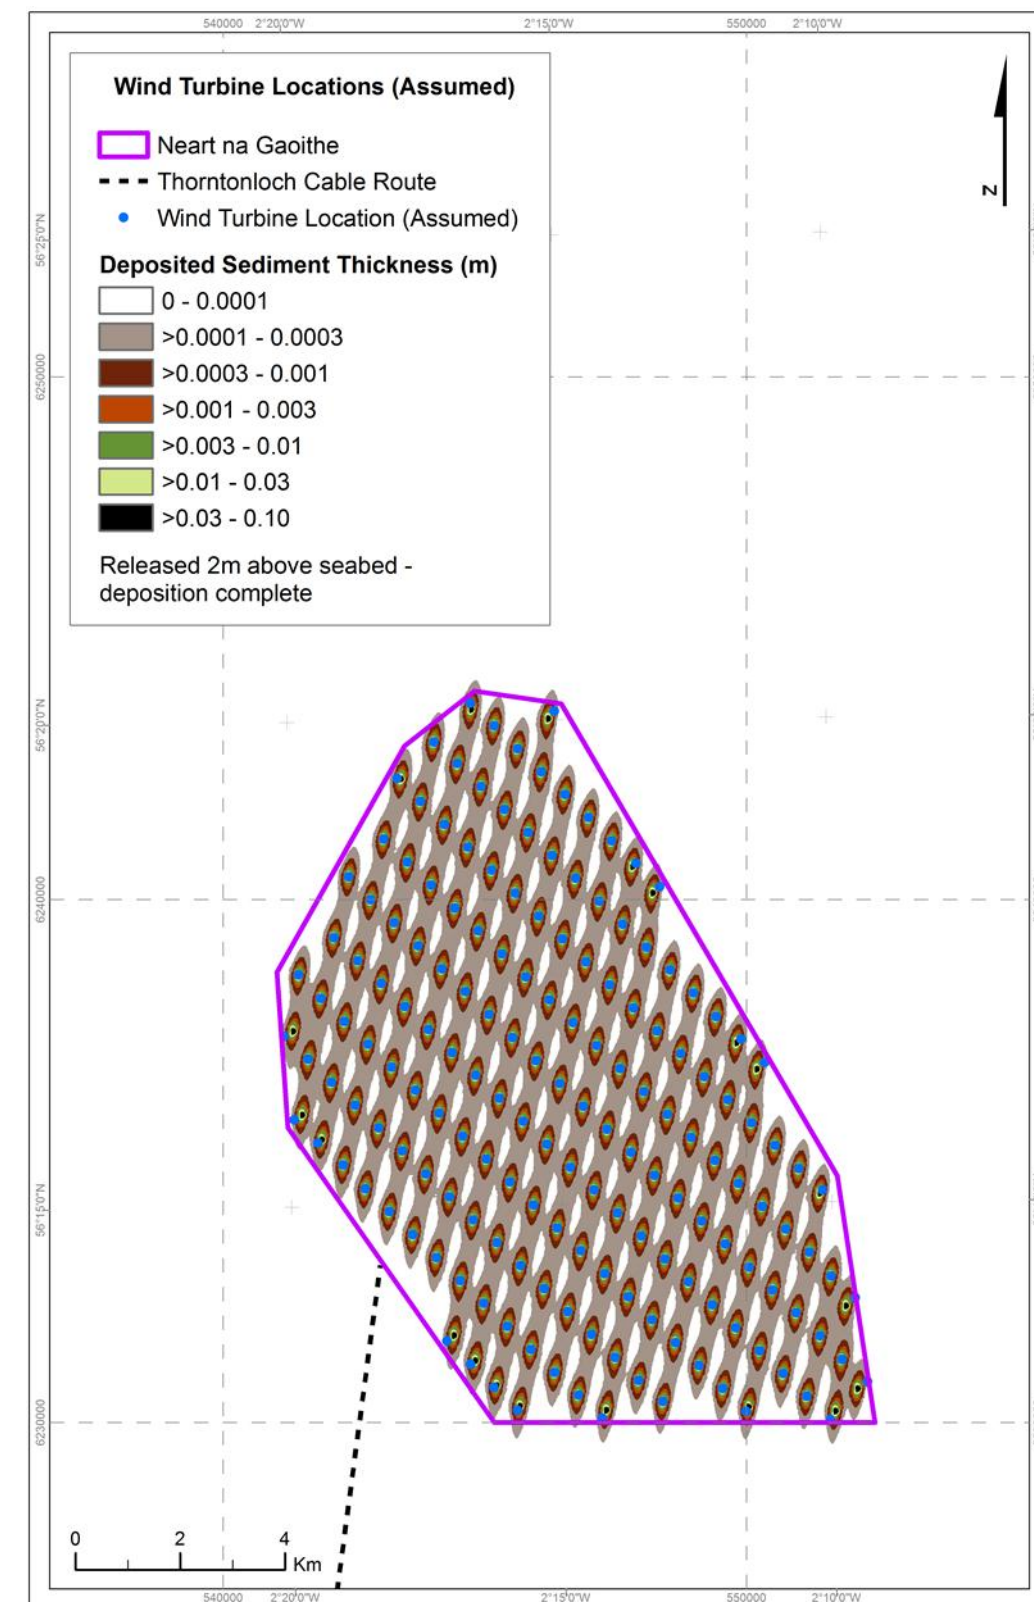 540000 2°20'0"W 2°15'0"W 550000 2°10'0"W
Wind Turbine Locations (Assumed)
Neart na Gaoithe
Thorntonloch Cable Route
Wind Turbine Location (Assumed)
Deposited Sediment Thickness (m)
0 - 0.0001
>0.0001 - 0.0003
>0.0003 - 0.001
>0.001 - 0.003
>0.003 - 0.01
>0.01 - 0.03
>0.03 - 0.10
Released 2m above seabed -
deposition complete
N
56°25'0"N
6250000
56°20'0"N
6240000
56°15'0"N
6230000
0 2 4
Km
540000 2°20'0"W 2°15'0"W 550000 2°10'0"W